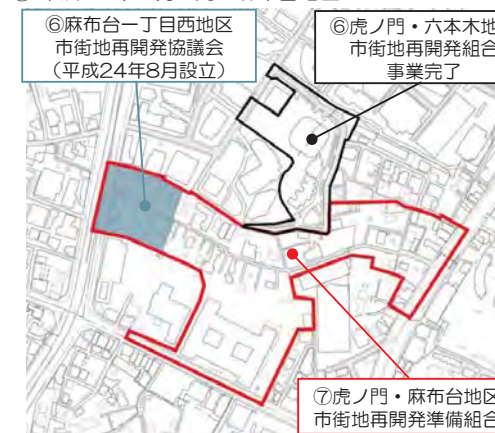 ⑥麻布台一丁目西地区
市街地再開発協議会
（平成24年8月設立）
⑥虎ノ門・六本木地
市街地再開発組合
事業完了
⑦虎ノ門・麻布台地区
市街地再開発準備組合